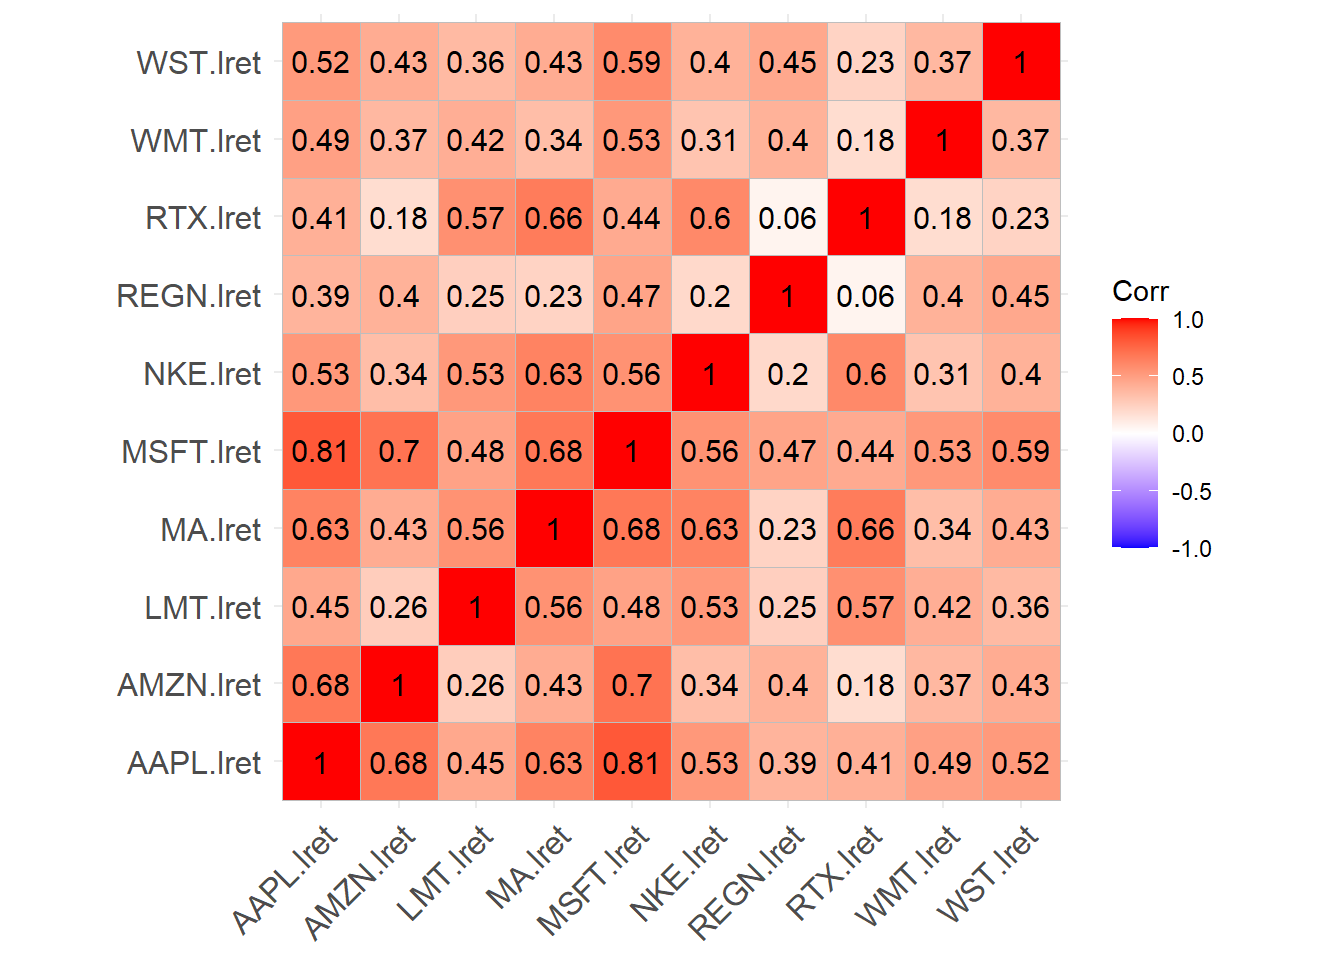 WST.lret 0.52 0.43 0.36 0.43 0.59 0.4 0.45 0.23 0.37 1
WMT.lret 0.49 0.37 0.42 0.34 0.53 0.31 0.4 0.18 1 0.37
RTX.lret 0.41 0.18 0.57 0.66 0.44 0.6 0.06 1 0.18 0.23
REGN.lret 0.39 0.4 0.25 0.23 0.47 0.2 1 0.06 0.4 0.45
NKE.lret 0.53 0.34 0.53 0.63 0.56 1 0.2 0.6 0.31 0.4
MSFT.lret 0.81 0.7 0.48 0.68 1 0.56 0.47 0.44 0.53 0.59
MA.lret 0.63 0.43 0.56 1 0.68 0.63 0.23 0.66 0.34 0.43
LMT.lret 0.45 0.26 1 0.56 0.48 0.53 0.25 0.57 0.42 0.36
AMZN.lret 0.68 1 0.26 0.43 0.7 0.34 0.4 0.18 0.37 0.43
AAPL.lret 1 0.68 0.45 0.63 0.81 0.53 0.39 0.41 0.49 0.52
AAPL.lret AMZN.lret LMT.lret MA.lret MSFT.lret NKE.lret REGN.lret RTX.lret WMT.lret WST.lret
Corr
1.0
0.5
0.0
-0.5
-1.0